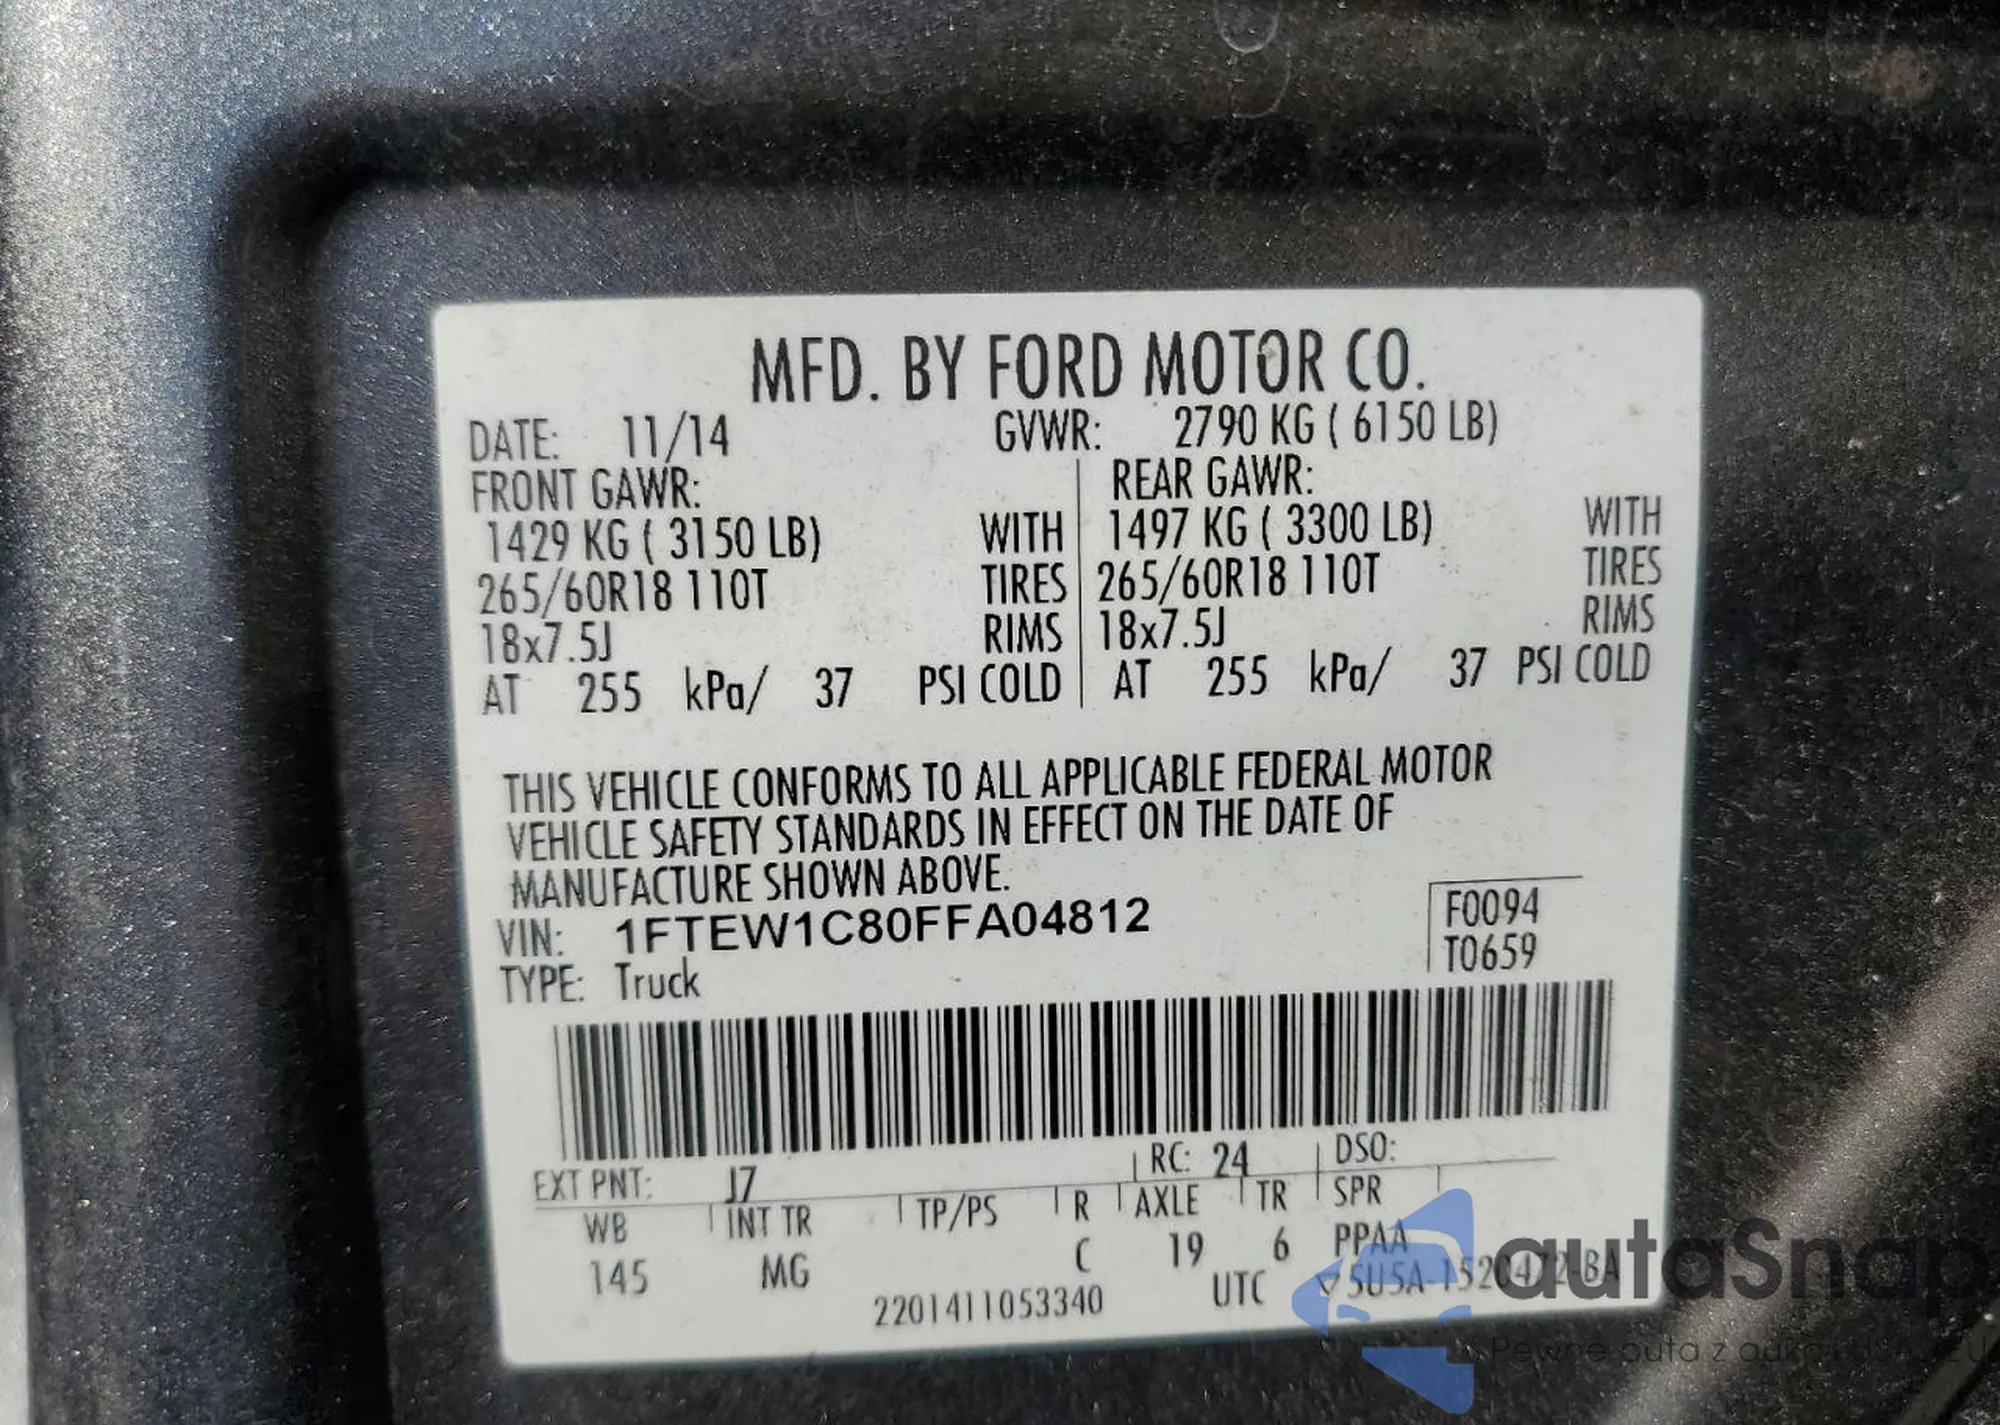 MFD. BY FORD MOTOR CO.
DATE: 11/14 GVWR: 2790 KG ( 6150 LB)
FRONT GAWR: REAR GAWR:
1429 KG ( 3150 LB) WITH 1497 KG ( 3300 LB) WITH
265/60R18 110T TIRES 265/60R18 110T TIRES
18x7.5J RIMS 18x7.5J RIMS
AT 255 kPa/ 37 PSI COLD AT 255 kPa/ 37 PSI COLD
THIS VEHICLE CONFORMS TO ALL APPLICABLE FEDERAL MOTOR
VEHICLE SAFETY STANDARDS IN EFFECT ON THE DATE OF
MANUFACTURE SHOWN ABOVE.
VIN: 1FTEW1C80FFA04812 F0094
TYPE: Truck T0659
EXT PNT: J7 RC: 24 DSO:
WB INT TR TP/PS R AXLE TR SPR
145 MG C 19 6 PPAA
2201411053340 UTC 5U5A-1520472-BA
autaSnap
Pewne auta z